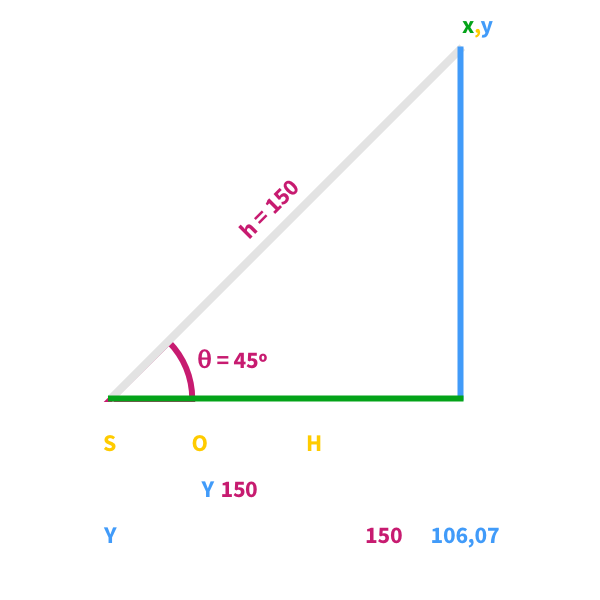 x,y
h = 150
θ = 45º
S O H
Y 150
Y 150 106,07